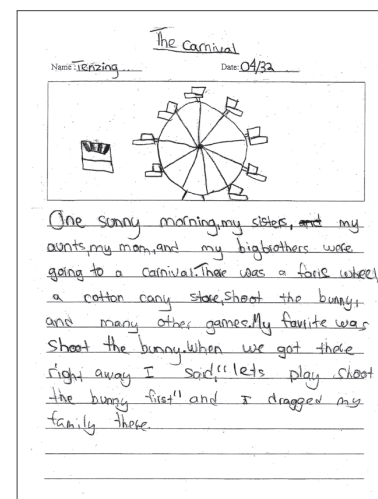 The Carnival
Name: Tenzing Date: 04/32
One sunny morning,my sisters, and my
aunts,my mom,and my bigbrothers were
going to a carnival.There was a faris wheel,
a cotton cany store,shoot the bunny,
and many other games.My favrite was
Shoot the bunny.When we got there
right away I said,"lets play shoot
the bunny first" and I dragged my
family there.